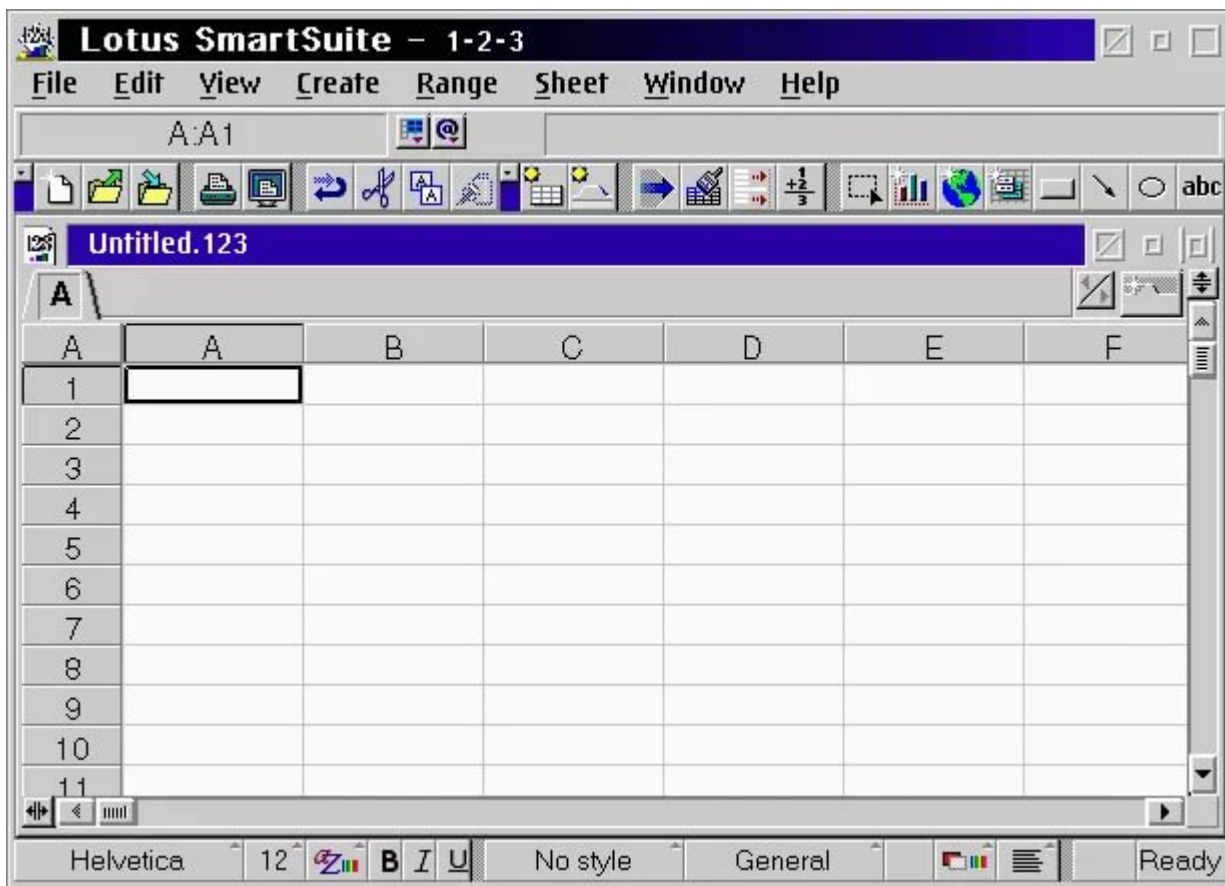 Lotus SmartSuite – 1-2-3
File Edit View Create Range Sheet Window Help
A:A1 @
abc
Untitled.123
A
A A B C D E F
1
2
3
4
5
6
7
8
9
10
11
Helvetica 12 B I U No style General Ready